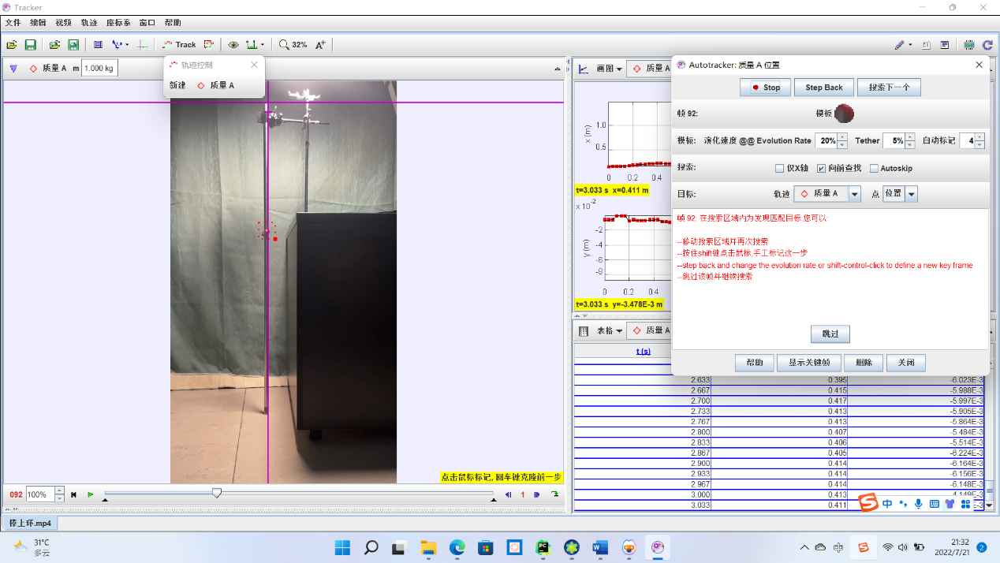 Tracker
文件 编辑 视频 轨迹 坐标系 窗口 帮助
Track 32% A+
质量 A m 1.000 kg
轨迹控制
新建 质量 A
画图 质量 A
x (m)
1.0
0.5
0
0 0.2 0.4
t=3.033 s x=0.411 m
x 10-2
y (m)
-2
-4
-6
-8
0 0.2 0.4
t=3.033 s y=-3.478E-3 m
表格 质量 A
t (s)
2.633 0.395 -6.023E-3
2.667 0.415 -5.988E-3
2.700 0.417 -5.997E-3
2.733 0.413 -5.905E-3
2.767 0.413 -5.864E-3
2.800 0.407 -5.484E-3
2.833 0.406 -5.514E-3
2.867 0.405 -6.224E-3
2.900 0.414 -6.164E-3
2.933 0.414 -6.156E-3
2.967 0.414 -6.148E-3
3.000 0.413 -4.149E-3
3.033 0.411 E-3
Autotracker: 质量 A 位置
Stop Step Back 搜索下一个
帧 92: 模板
模板: 演化速度 @@ Evolution Rate 20% Tether 5% 自动标记 4
搜索: 仅X轴 向前查找 Autoskip
目标: 轨迹 质量 A 点 位置
帧 92: 在搜索区域内为发现匹配目标.您可以:
--移动搜索区域并再次搜索
--按住shift键点击鼠标,手工标记这一步
--step back and change the evolution rate or shift-control-click to define a new key frame
--跳过该帧并继续搜索
跳过
帮助 显示关键帧 删除 关闭
点击鼠标标记, 回车键克隆前一步
092 100% 1
棒上环.mp4
中
31°C
多云
中
21:32
2022/7/21
2